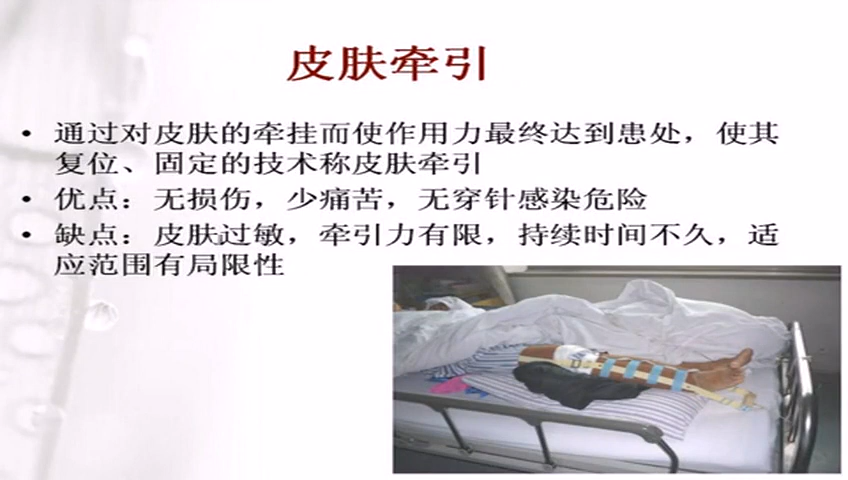 皮肤牵引
• 通过对皮肤的牵挂而使作用力最终达到患处，使其
复位、固定的技术称皮肤牵引
• 优点：无损伤，少痛苦，无穿针感染危险
• 缺点：皮肤过敏，牵引力有限，持续时间不久，适
应范围有局限性